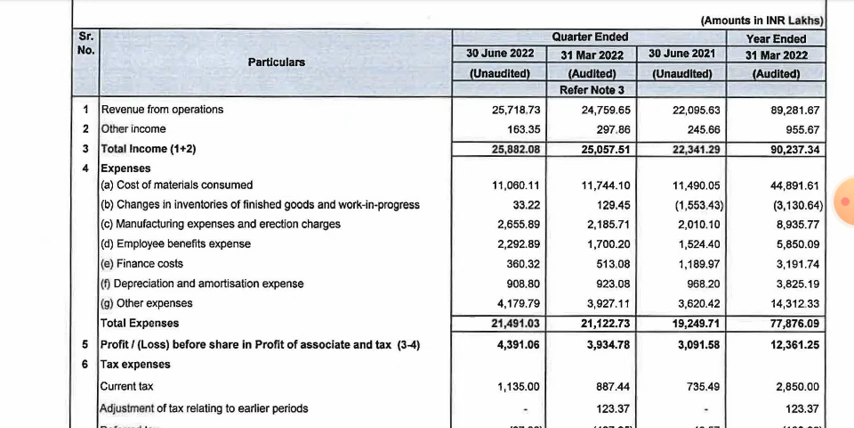 (Amounts in INR Lakhs)
Sr. No. Particulars Quarter Ended Year Ended
30 June 2022 31 Mar 2022 30 June 2021 31 Mar 2022
(Unaudited) (Audited) (Unaudited) (Audited)
Refer Note 3
1 Revenue from operations 25,718.73 24,759.65 22,095.63 89,281.67
2 Other income 163.35 297.86 245.66 955.67
3 Total Income (1+2) 25,882.08 25,057.51 22,341.29 90,237.34
4 Expenses
(a) Cost of materials consumed 11,060.11 11,744.10 11,490.05 44,891.61
(b) Changes in inventories of finished goods and work-in-progress 33.22 129.45 (1,553.43) (3,130.64)
(c) Manufacturing expenses and erection charges 2,655.89 2,185.71 2,010.10 8,935.77
(d) Employee benefits expense 2,292.89 1,700.20 1,524.40 5,850.09
(e) Finance costs 360.32 513.08 1,189.97 3,191.74
(f) Depreciation and amortisation expense 908.80 923.08 968.20 3,825.19
(g) Other expenses 4,179.79 3,927.11 3,620.42 14,312.33
Total Expenses 21,491.03 21,122.73 19,249.71 77,876.09
5 Profit / (Loss) before share in Profit of associate and tax (3-4) 4,391.06 3,934.78 3,091.58 12,361.25
6 Tax expenses
Current tax 1,135.00 887.44 735.49 2,850.00
Adjustment of tax relating to earlier periods - 123.37 - 123.37